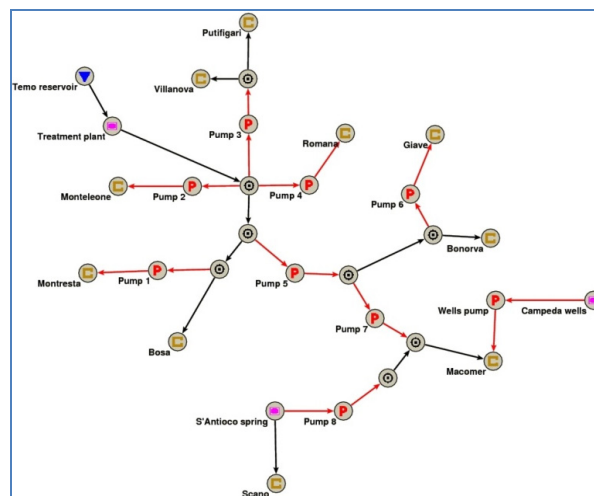 Putifigari
Temo reservoir
Villanova
C
C
Treatment plant
Pump 3
P
Romana
C
Giave
C
Monteleone
C
Pump 2
P
Pump 4
P
Pump 6
P
Bonorva
C
Montresta
C
Pump 1
P
Pump 5
P
Wells pump
P
Campeda wells
Pump 7
P
Bosa
C
Macomer
C
S'Antioco spring
Pump 8
P
Scano
C